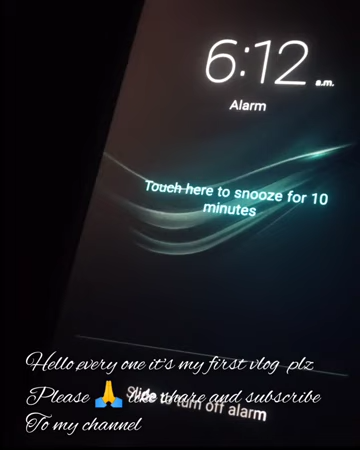 6:12 a.m.
Alarm
Touch here to snooze for 10
minutes
Hello every one it's my first vlog plz
Please 🙏 like share and subscribe
Slide to turn off alarm
To my channel